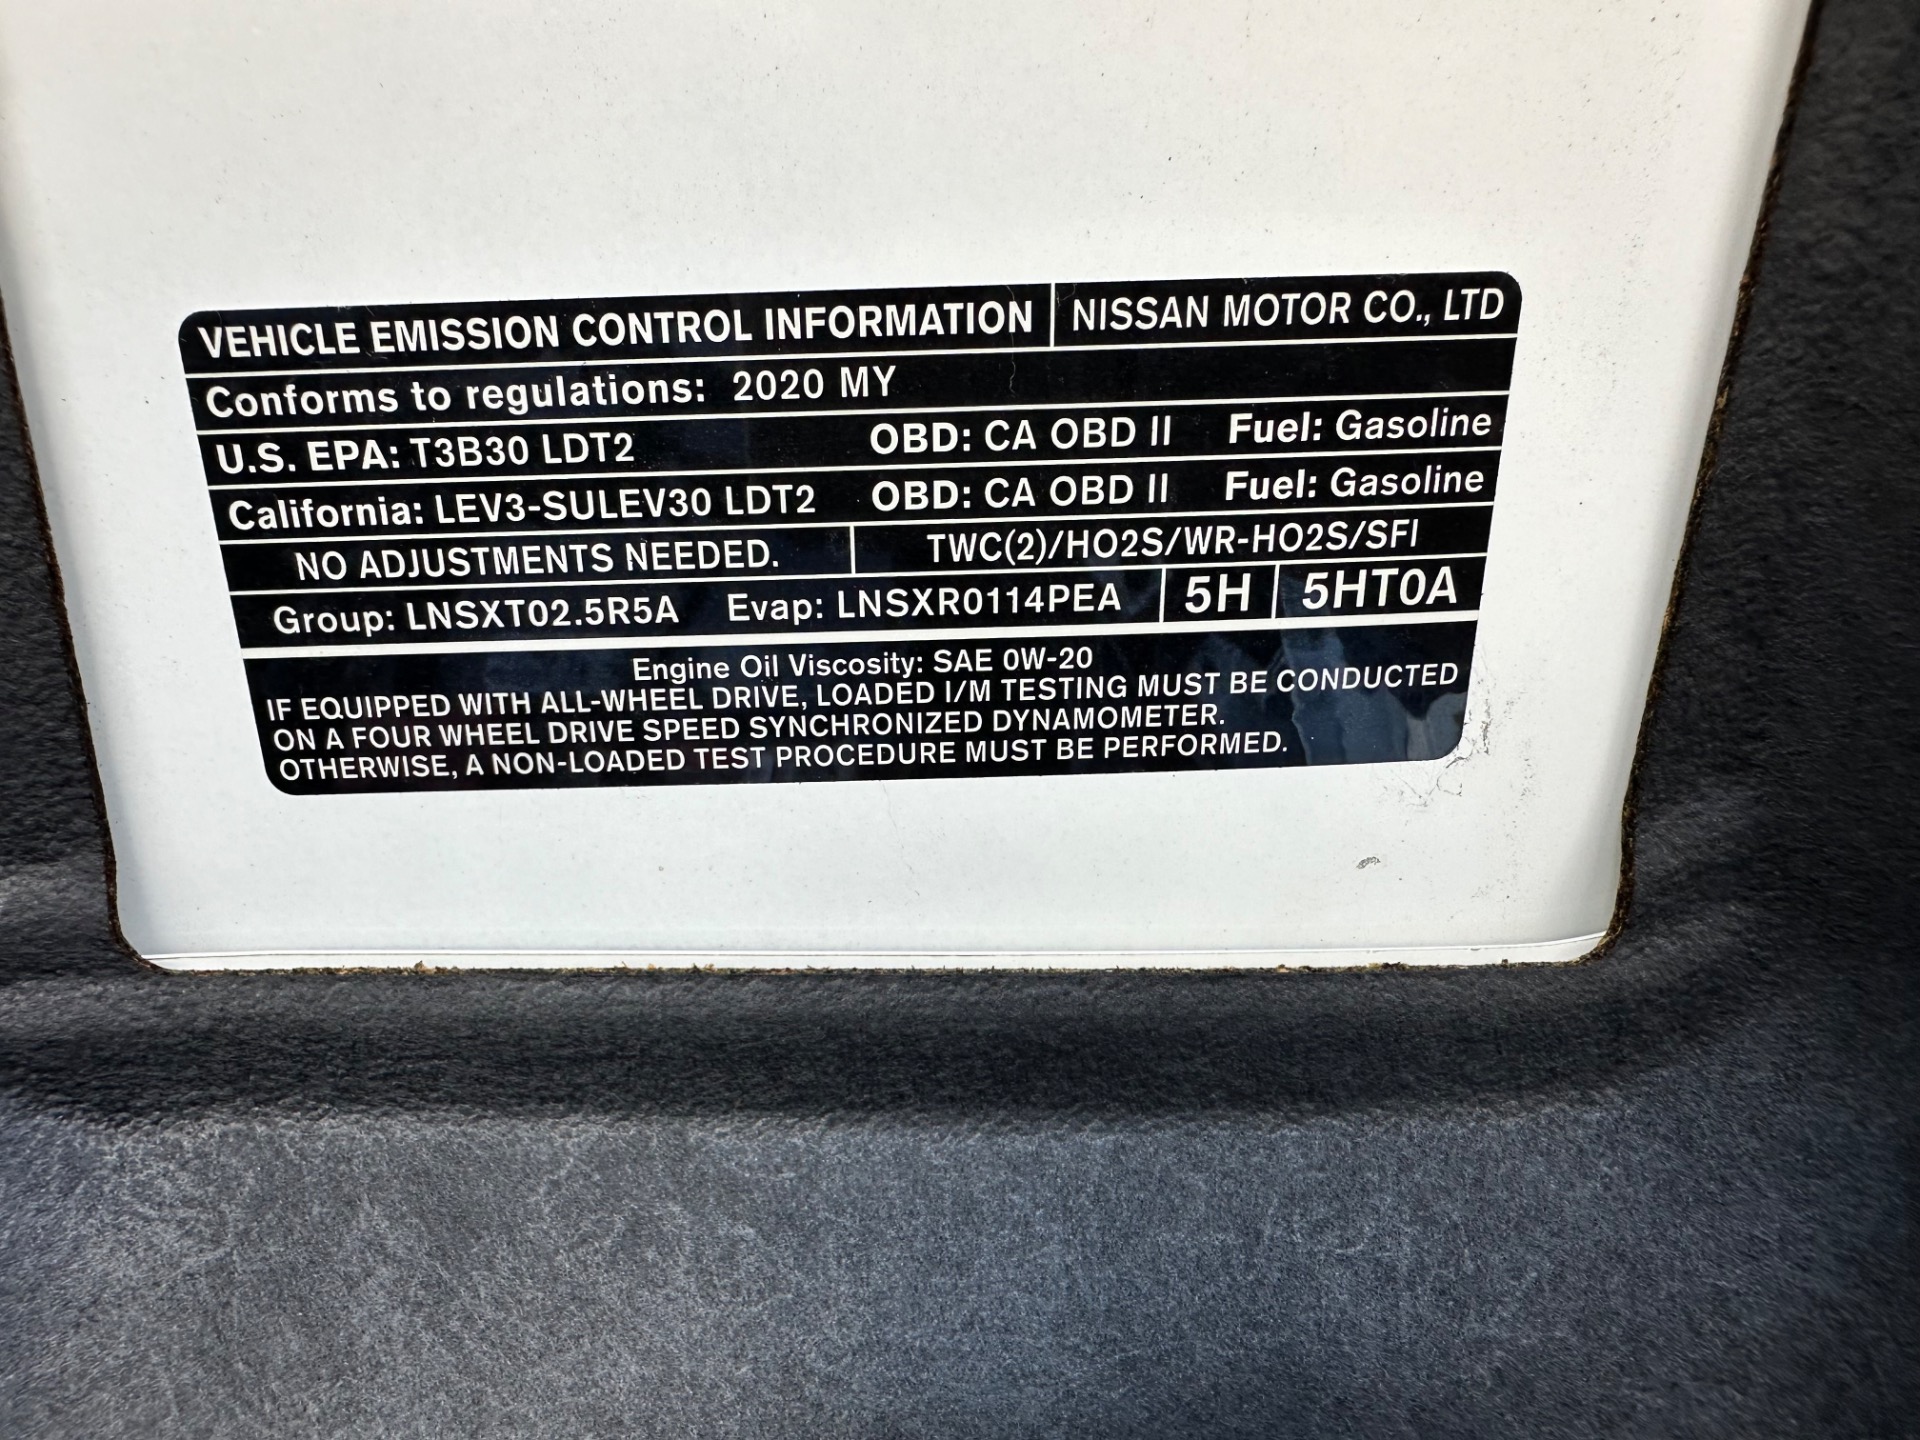 VEHICLE EMISSION CONTROL INFORMATION NISSAN MOTOR CO., LTD
Conforms to regulations: 2020 MY
U.S. EPA: T3B30 LDT2 OBD: CA OBD II Fuel: Gasoline
California: LEV3-SULEV30 LDT2 OBD: CA OBD II Fuel: Gasoline
NO ADJUSTMENTS NEEDED. TWC(2)/HO2S/WR-HO2S/SFI
Group: LNSXT02.5R5A Evap: LNSXR0114PEA 5H 5HT0A
Engine Oil Viscosity: SAE 0W-20
IF EQUIPPED WITH ALL-WHEEL DRIVE, LOADED I/M TESTING MUST BE CONDUCTED
ON A FOUR WHEEL DRIVE SPEED SYNCHRONIZED DYNAMOMETER.
OTHERWISE, A NON-LOADED TEST PROCEDURE MUST BE PERFORMED.